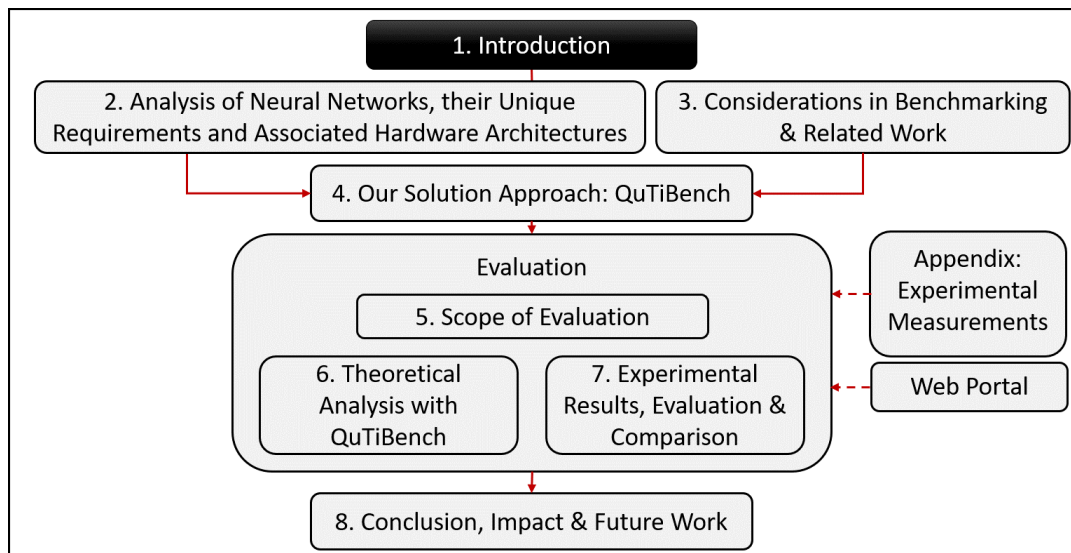 1. Introduction
2. Analysis of Neural Networks, their Unique
Requirements and Associated Hardware Architectures
3. Considerations in Benchmarking
& Related Work
4. Our Solution Approach: QuTiBench
Evaluation
5. Scope of Evaluation
6. Theoretical
Analysis with
QuTiBench
7. Experimental
Results, Evaluation &
Comparison
Appendix:
Experimental
Measurements
Web Portal
8. Conclusion, Impact & Future Work